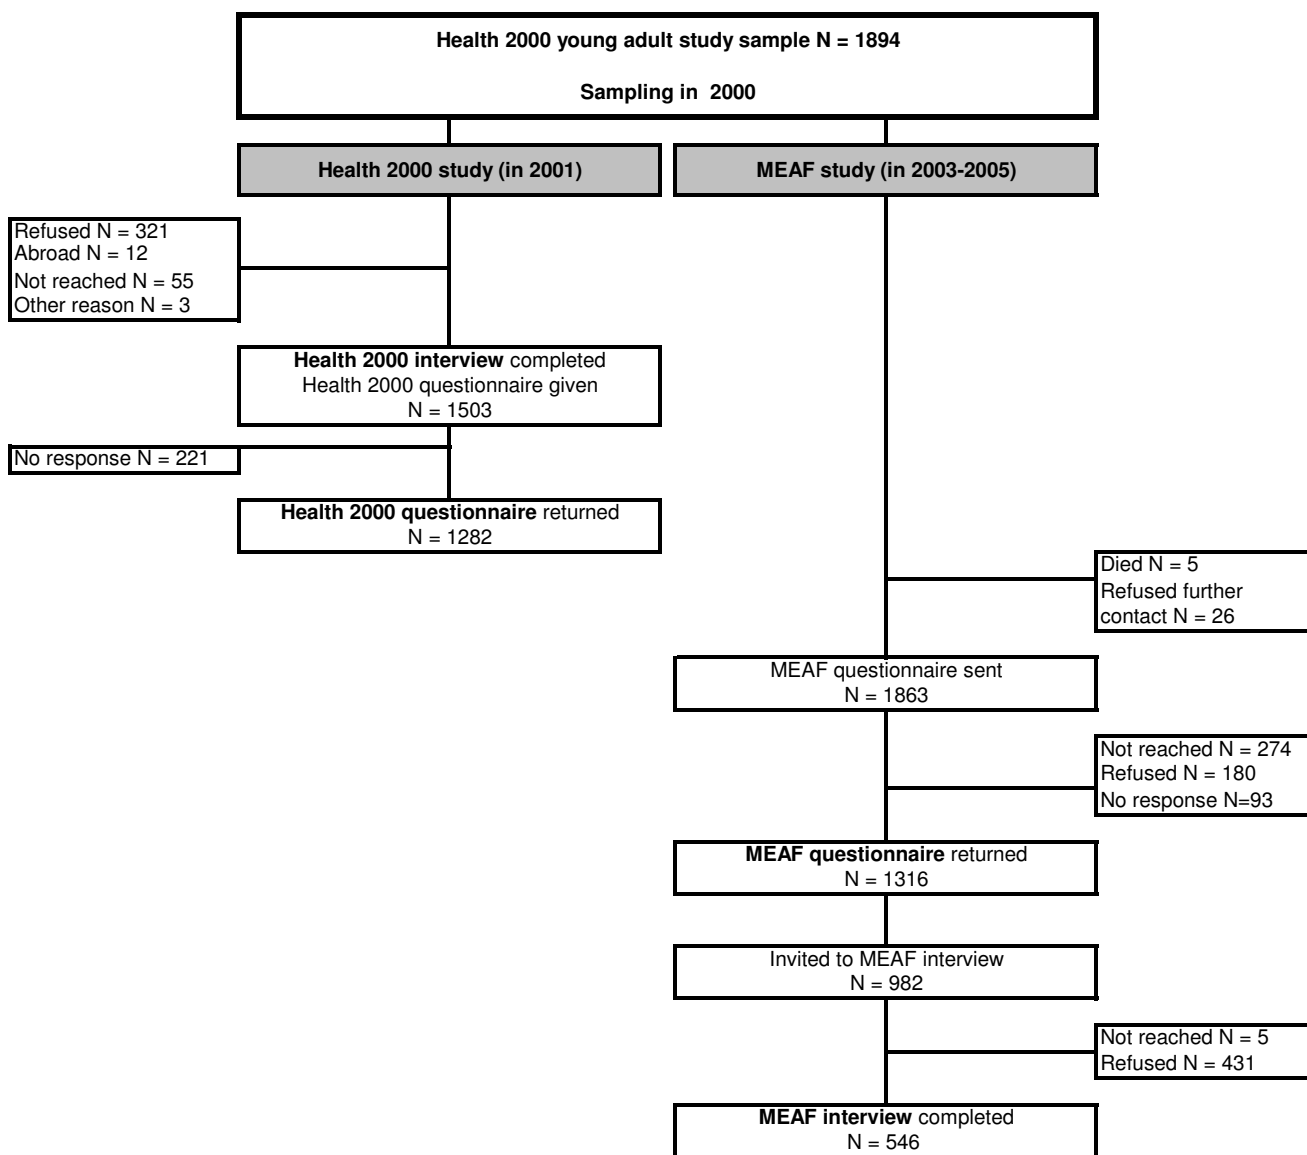 Health 2000 young adult study sample N = 1894
Sampling in 2000
Health 2000 study (in 2001)
MEAF study (in 2003-2005)
Refused N = 321
Abroad N = 12
Not reached N = 55
Other reason N = 3
Health 2000 interview completed
Health 2000 questionnaire given
N = 1503
No response N = 221
Health 2000 questionnaire returned
N = 1282
Died N = 5
Refused further
contact N = 26
MEAF questionnaire sent
N = 1863
Not reached N = 274
Refused N = 180
No response N=93
MEAF questionnaire returned
N = 1316
Invited to MEAF interview
N = 982
Not reached N = 5
Refused N = 431
MEAF interview completed
N = 546